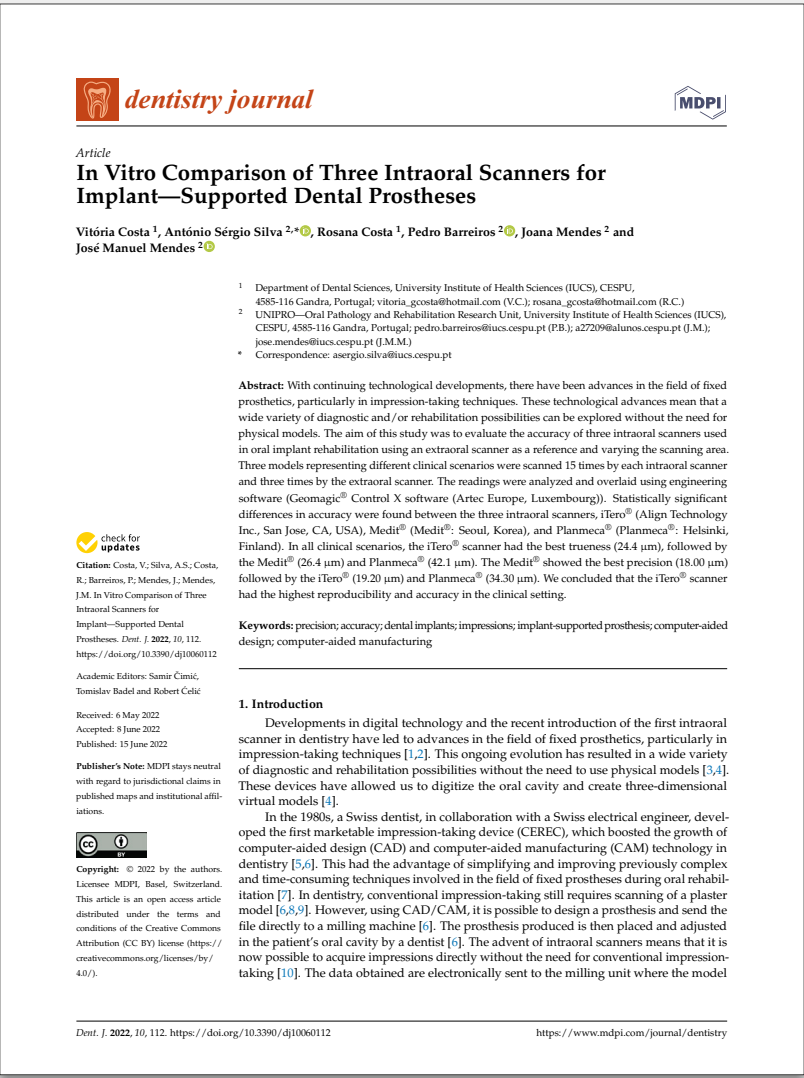 dentistry journal
MDPI
Article
In Vitro Comparison of Three Intraoral Scanners for
Implant—Supported Dental Prostheses
Vitória Costa 1, António Sérgio Silva 2,*, Rosana Costa 1, Pedro Barreiros 2, Joana Mendes 2 and
José Manuel Mendes 2
1 Department of Dental Sciences, University Institute of Health Sciences (IUCS), CESPU,
4585-116 Gandra, Portugal; vitoria_gcosta@hotmail.com (V.C.); rosana_gcosta@hotmail.com (R.C.)
2 UNIPRO—Oral Pathology and Rehabilitation Research Unit, University Institute of Health Sciences (IUCS),
CESPU, 4585-116 Gandra, Portugal; pedro.barreiros@iucs.cespu.pt (P.B.); a27209@alunos.cespu.pt (J.M.);
jose.mendes@iucs.cespu.pt (J.M.M.)
* Correspondence: asergio.silva@iucs.cespu.pt
Abstract: With continuing technological developments, there have been advances in the field of fixed
prosthetics, particularly in impression-taking techniques. These technological advances mean that a
wide variety of diagnostic and/or rehabilitation possibilities can be explored without the need for
physical models. The aim of this study was to evaluate the accuracy of three intraoral scanners used
in oral implant rehabilitation using an extraoral scanner as a reference and varying the scanning area.
Three models representing different clinical scenarios were scanned 15 times by each intraoral scanner
and three times by the extraoral scanner. The readings were analyzed and overlaid using engineering
software (Geomagic® Control X software (Artec Europe, Luxembourg)). Statistically significant
differences in accuracy were found between the three intraoral scanners, iTero® (Align Technology
Inc., San Jose, CA, USA), Medit® (Medit®: Seoul, Korea), and Planmeca® (Planmeca®: Helsinki,
Finland). In all clinical scenarios, the iTero® scanner had the best trueness (24.4 μm), followed by
the Medit® (26.4 μm) and Planmeca® (42.1 μm). The Medit® showed the best precision (18.00 μm)
followed by the iTero® (19.20 μm) and Planmeca® (34.30 μm). We concluded that the iTero® scanner
had the highest reproducibility and accuracy in the clinical setting.
Keywords: precision; accuracy; dental implants; impressions; implant-supported prosthesis; computer-aided
design; computer-aided manufacturing
check for
updates
Citation: Costa, V.; Silva, A.S.; Costa,
R.; Barreiros, P.; Mendes, J.; Mendes,
J.M. In Vitro Comparison of Three
Intraoral Scanners for
Implant—Supported Dental
Prostheses. Dent. J. 2022, 10, 112.
https://doi.org/10.3390/dj10060112
Academic Editors: Samir Čimić,
Tomislav Badel and Robert Ćelić
Received: 6 May 2022
Accepted: 8 June 2022
Published: 15 June 2022
Publisher's Note: MDPI stays neutral
with regard to jurisdictional claims in
published maps and institutional affil-
iations.
CC BY
Copyright: © 2022 by the authors.
Licensee MDPI, Basel, Switzerland.
This article is an open access article
distributed under the terms and
conditions of the Creative Commons
Attribution (CC BY) license (https://
creativecommons.org/licenses/by/
4.0/).
1. Introduction
Developments in digital technology and the recent introduction of the first intraoral
scanner in dentistry have led to advances in the field of fixed prosthetics, particularly in
impression-taking techniques [1,2]. This ongoing evolution has resulted in a wide variety
of diagnostic and rehabilitation possibilities without the need to use physical models [3,4].
These devices have allowed us to digitize the oral cavity and create three-dimensional
virtual models [4].
In the 1980s, a Swiss dentist, in collaboration with a Swiss electrical engineer, devel-
oped the first marketable impression-taking device (CEREC), which boosted the growth of
computer-aided design (CAD) and computer-aided manufacturing (CAM) technology in
dentistry [5,6]. This had the advantage of simplifying and improving previously complex
and time-consuming techniques involved in the field of fixed prostheses during oral rehabil-
itation [7]. In dentistry, conventional impression-taking still requires scanning of a plaster
model [6,8,9]. However, using CAD/CAM, it is possible to design a prosthesis and send the
file directly to a milling machine [6]. The prosthesis produced is then placed and adjusted
in the patient's oral cavity by a dentist [6]. The advent of intraoral scanners means that it is
now possible to acquire impressions directly without the need for conventional impression-
taking [10]. The data obtained are electronically sent to the milling unit where the model
Dent. J. 2022, 10, 112. https://doi.org/10.3390/dj10060112
https://www.mdpi.com/journal/dentistry